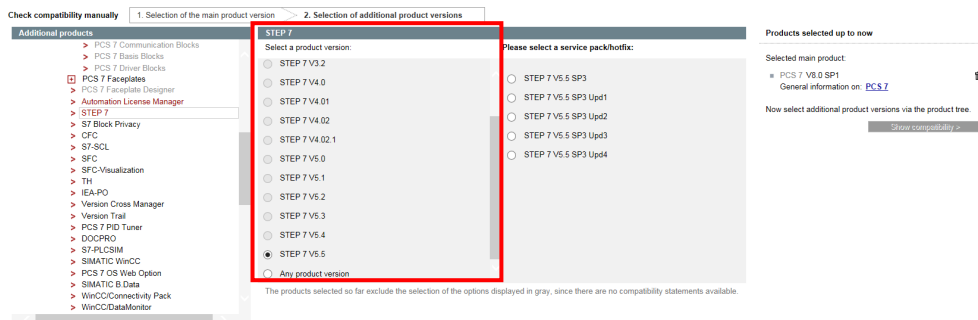 Check compatibility manually
1. Selection of the main product version
2. Selection of additional product versions
Additional products
PCS 7 Communication Blocks
PCS 7 Basis Blocks
PCS 7 Driver Blocks
PCS 7 Faceplates
PCS 7 Faceplate Designer
Automation License Manager
STEP 7
S7 Block Privacy
CFC
S7-SCL
SFC
SFC-Visualization
TH
IEA-PO
Version Cross Manager
Version Trail
PCS 7 PID Tuner
DOCPRO
S7-PLCSIM
SIMATIC WinCC
PCS 7 OS Web Option
SIMATIC B.Data
WinCC/Connectivity Pack
WinCC/DataMonitor
STEP 7
Select a product version:
STEP 7 V3.2
STEP 7 V4.0
STEP 7 V4.01
STEP 7 V4.02
STEP 7 V4.02.1
STEP 7 V5.0
STEP 7 V5.1
STEP 7 V5.2
STEP 7 V5.3
STEP 7 V5.4
STEP 7 V5.5
Any product version
Please select a service pack/hotfix:
STEP 7 V5.5 SP3
STEP 7 V5.5 SP3 Upd1
STEP 7 V5.5 SP3 Upd2
STEP 7 V5.5 SP3 Upd3
STEP 7 V5.5 SP3 Upd4
The products selected so far exclude the selection of the options displayed in gray, since there are no compatibility statements available.
Products selected up to now
Selected main product:
PCS 7 V8.0 SP1
General information on: PCS 7
Now select additional product versions via the product tree.
Show compatibility >